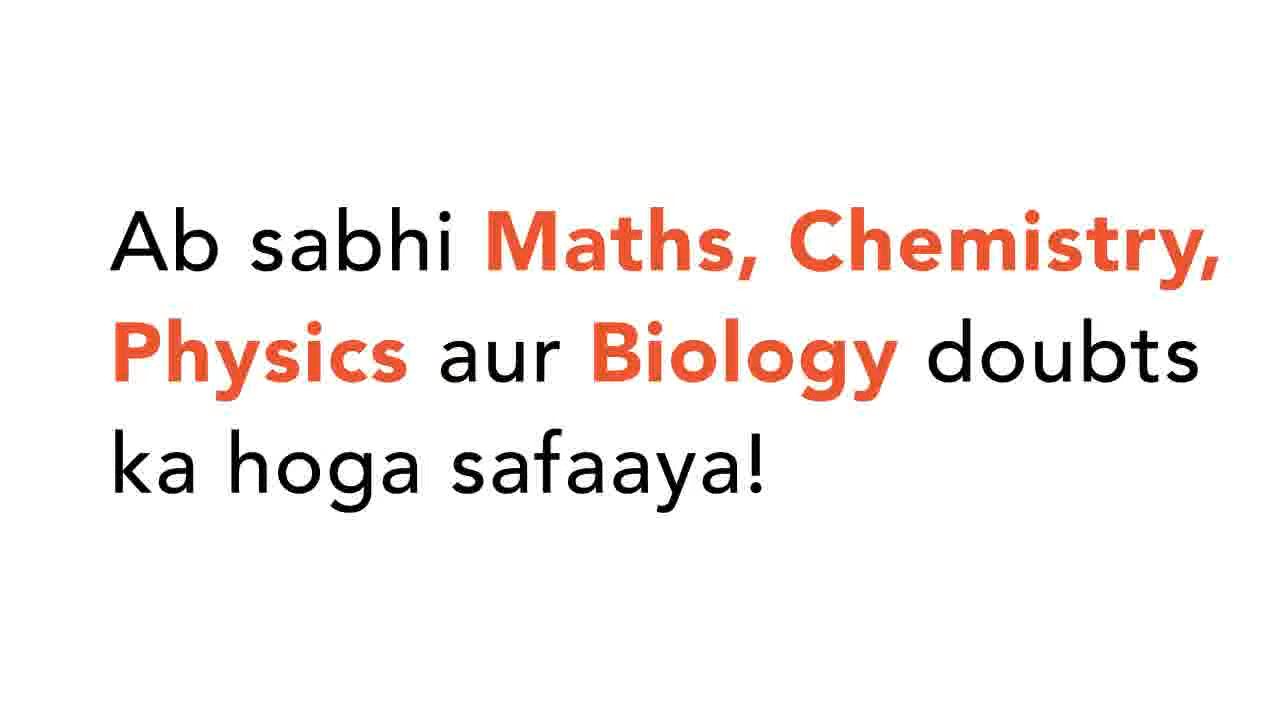 Ab sabhi Maths, Chemistry,
Physics aur Biology doubts
ka hoga safaaya!